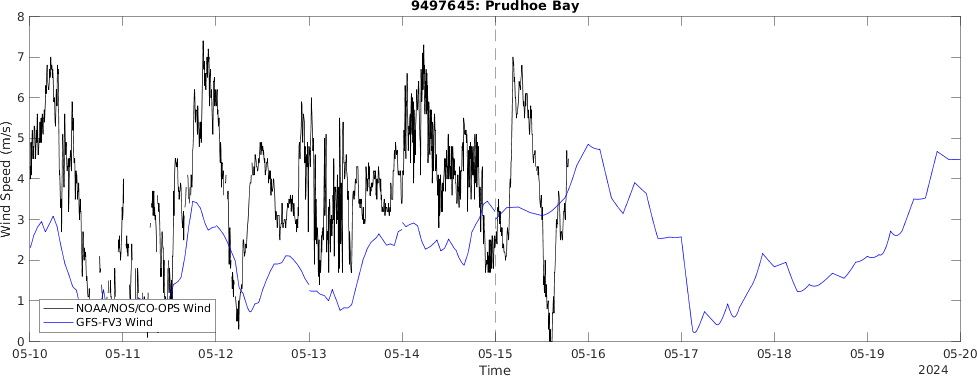 9497645: Prudhoe Bay
8
7
6
5
4
3
2
1
0
Wind Speed (m/s)
NOAA/NOS/CO-OPS Wind
GFS-FV3 Wind
05-10 05-11 05-12 05-13 05-14 05-15 05-16 05-17 05-18 05-19 05-20
Time
2024